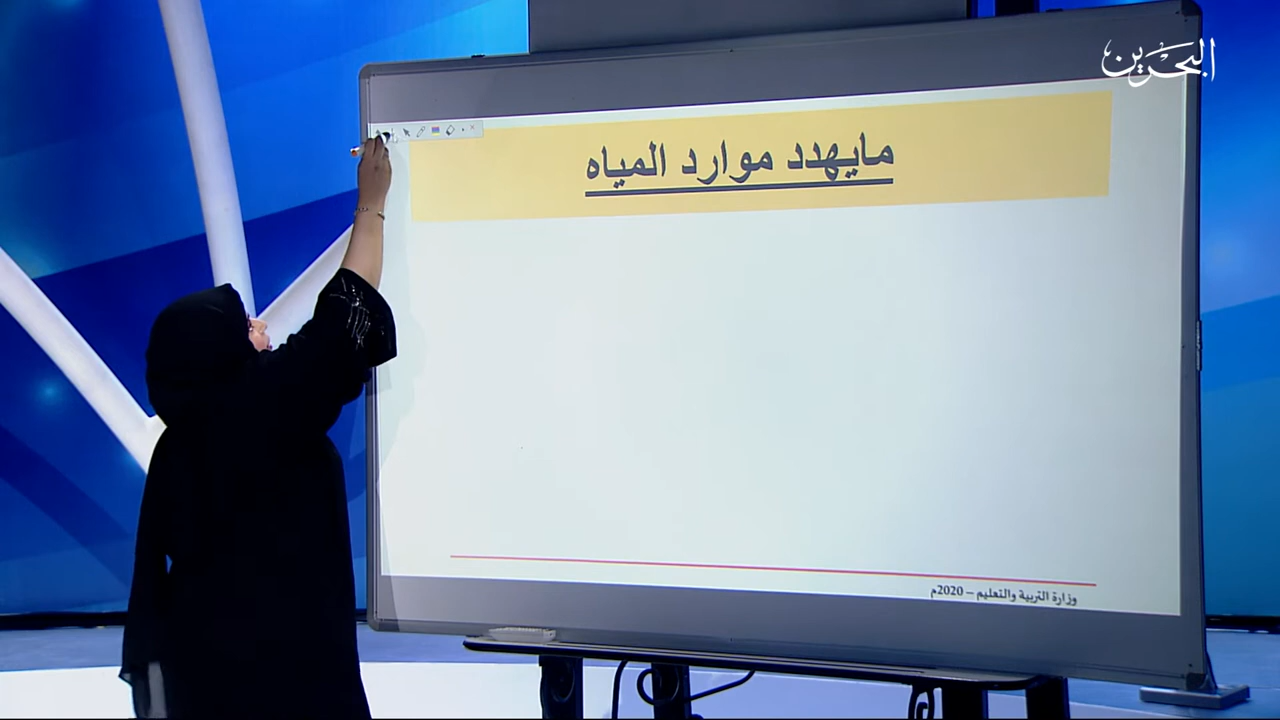 البحرين
مايهدد موارد المياه
وزارة التربية والتعليم – 2020م